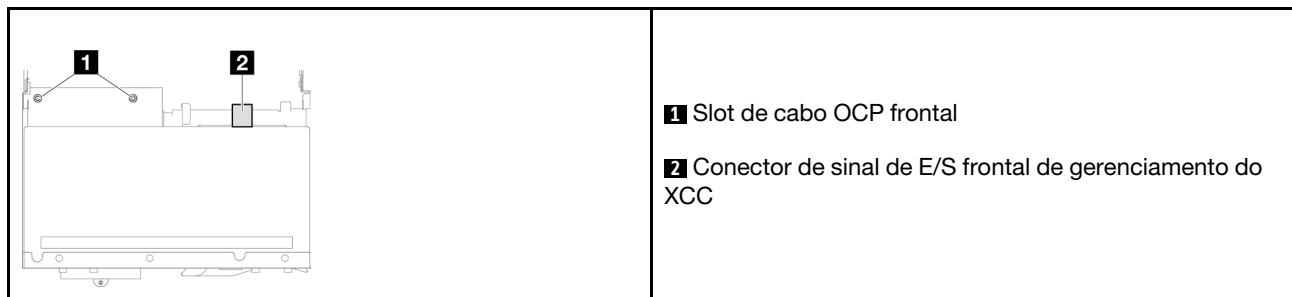 1 2
1 Slot de cabo OCP frontal
2 Conector de sinal de E/S frontal de gerenciamento do
XCC